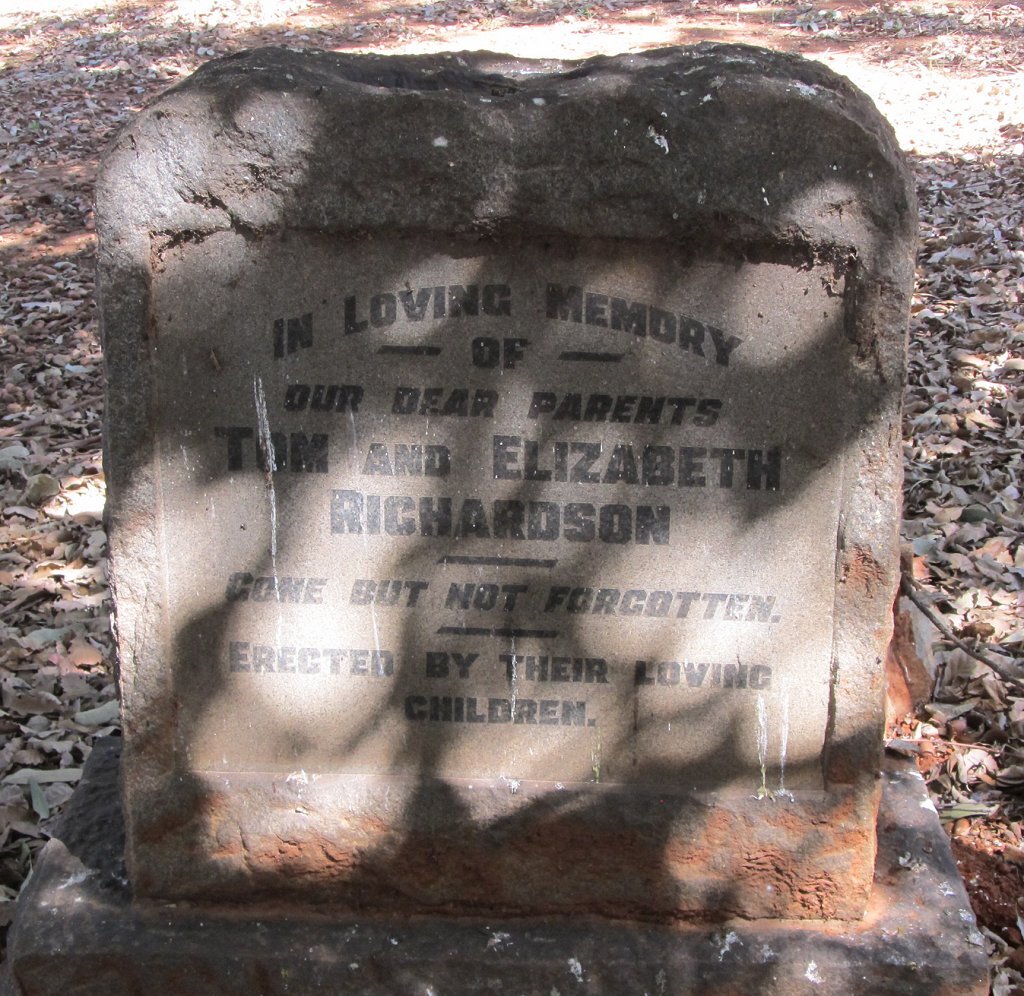 IN LOVING MEMORY
OF
OUR DEAR PARENTS
TOM AND ELIZABETH
RICHARDSON
GONE BUT NOT FORGOTTEN.
ERECTED BY THEIR LOVING
CHILDREN.